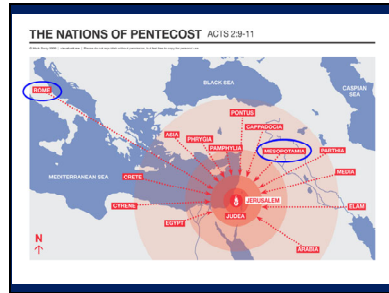 THE NATIONS OF PENTECOST ACTS 2:9-11
BLACK SEA
CASPIAN
SEA
ROME
PONTUS
CAPPADOCIA
ASIA
PHRYGIA
PAMPHYLIA
MESOPOTAMIA
PARTHIA
MEDIA
MEDITERRANEAN SEA
CRETE
CYRENE
JERUSALEM
ELAM
JUDEA
EGYPT
ARABIA
N